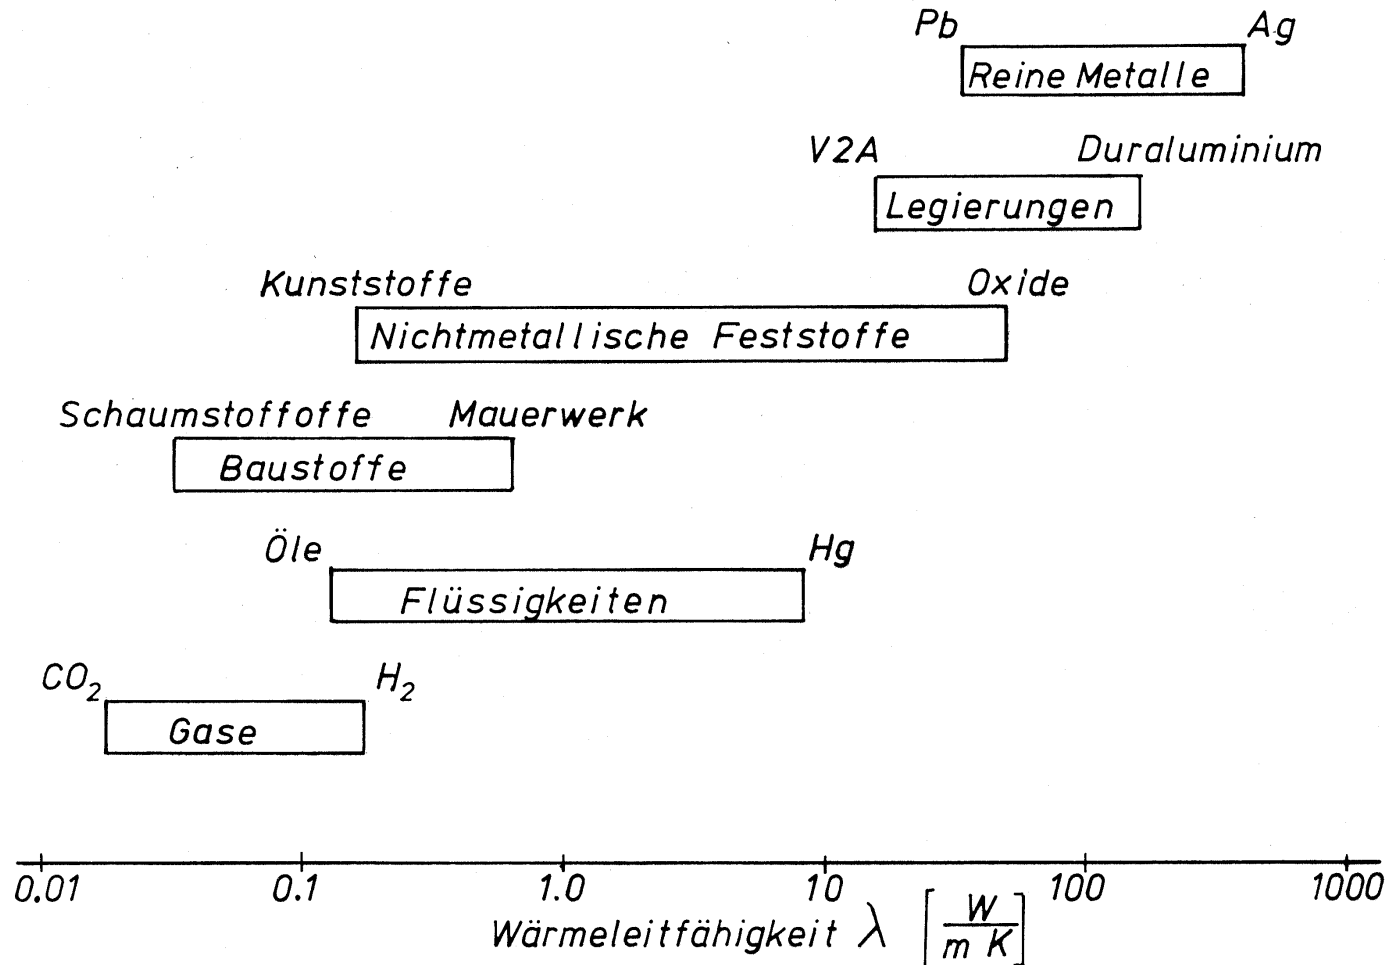 Pb Ag
Reine Metalle
V2A Duraluminium
Legierungen
Kunststoffe Oxide
Nichtmetallische Feststoffe
Schaumstoffoffe Mauerwerk
Baustoffe
Öle Hg
Flüssigkeiten
CO₂ H₂
Gase
0.01 0.1 1.0 10 100 1000
Wärmeleitfähigkeit λ [W/m K]